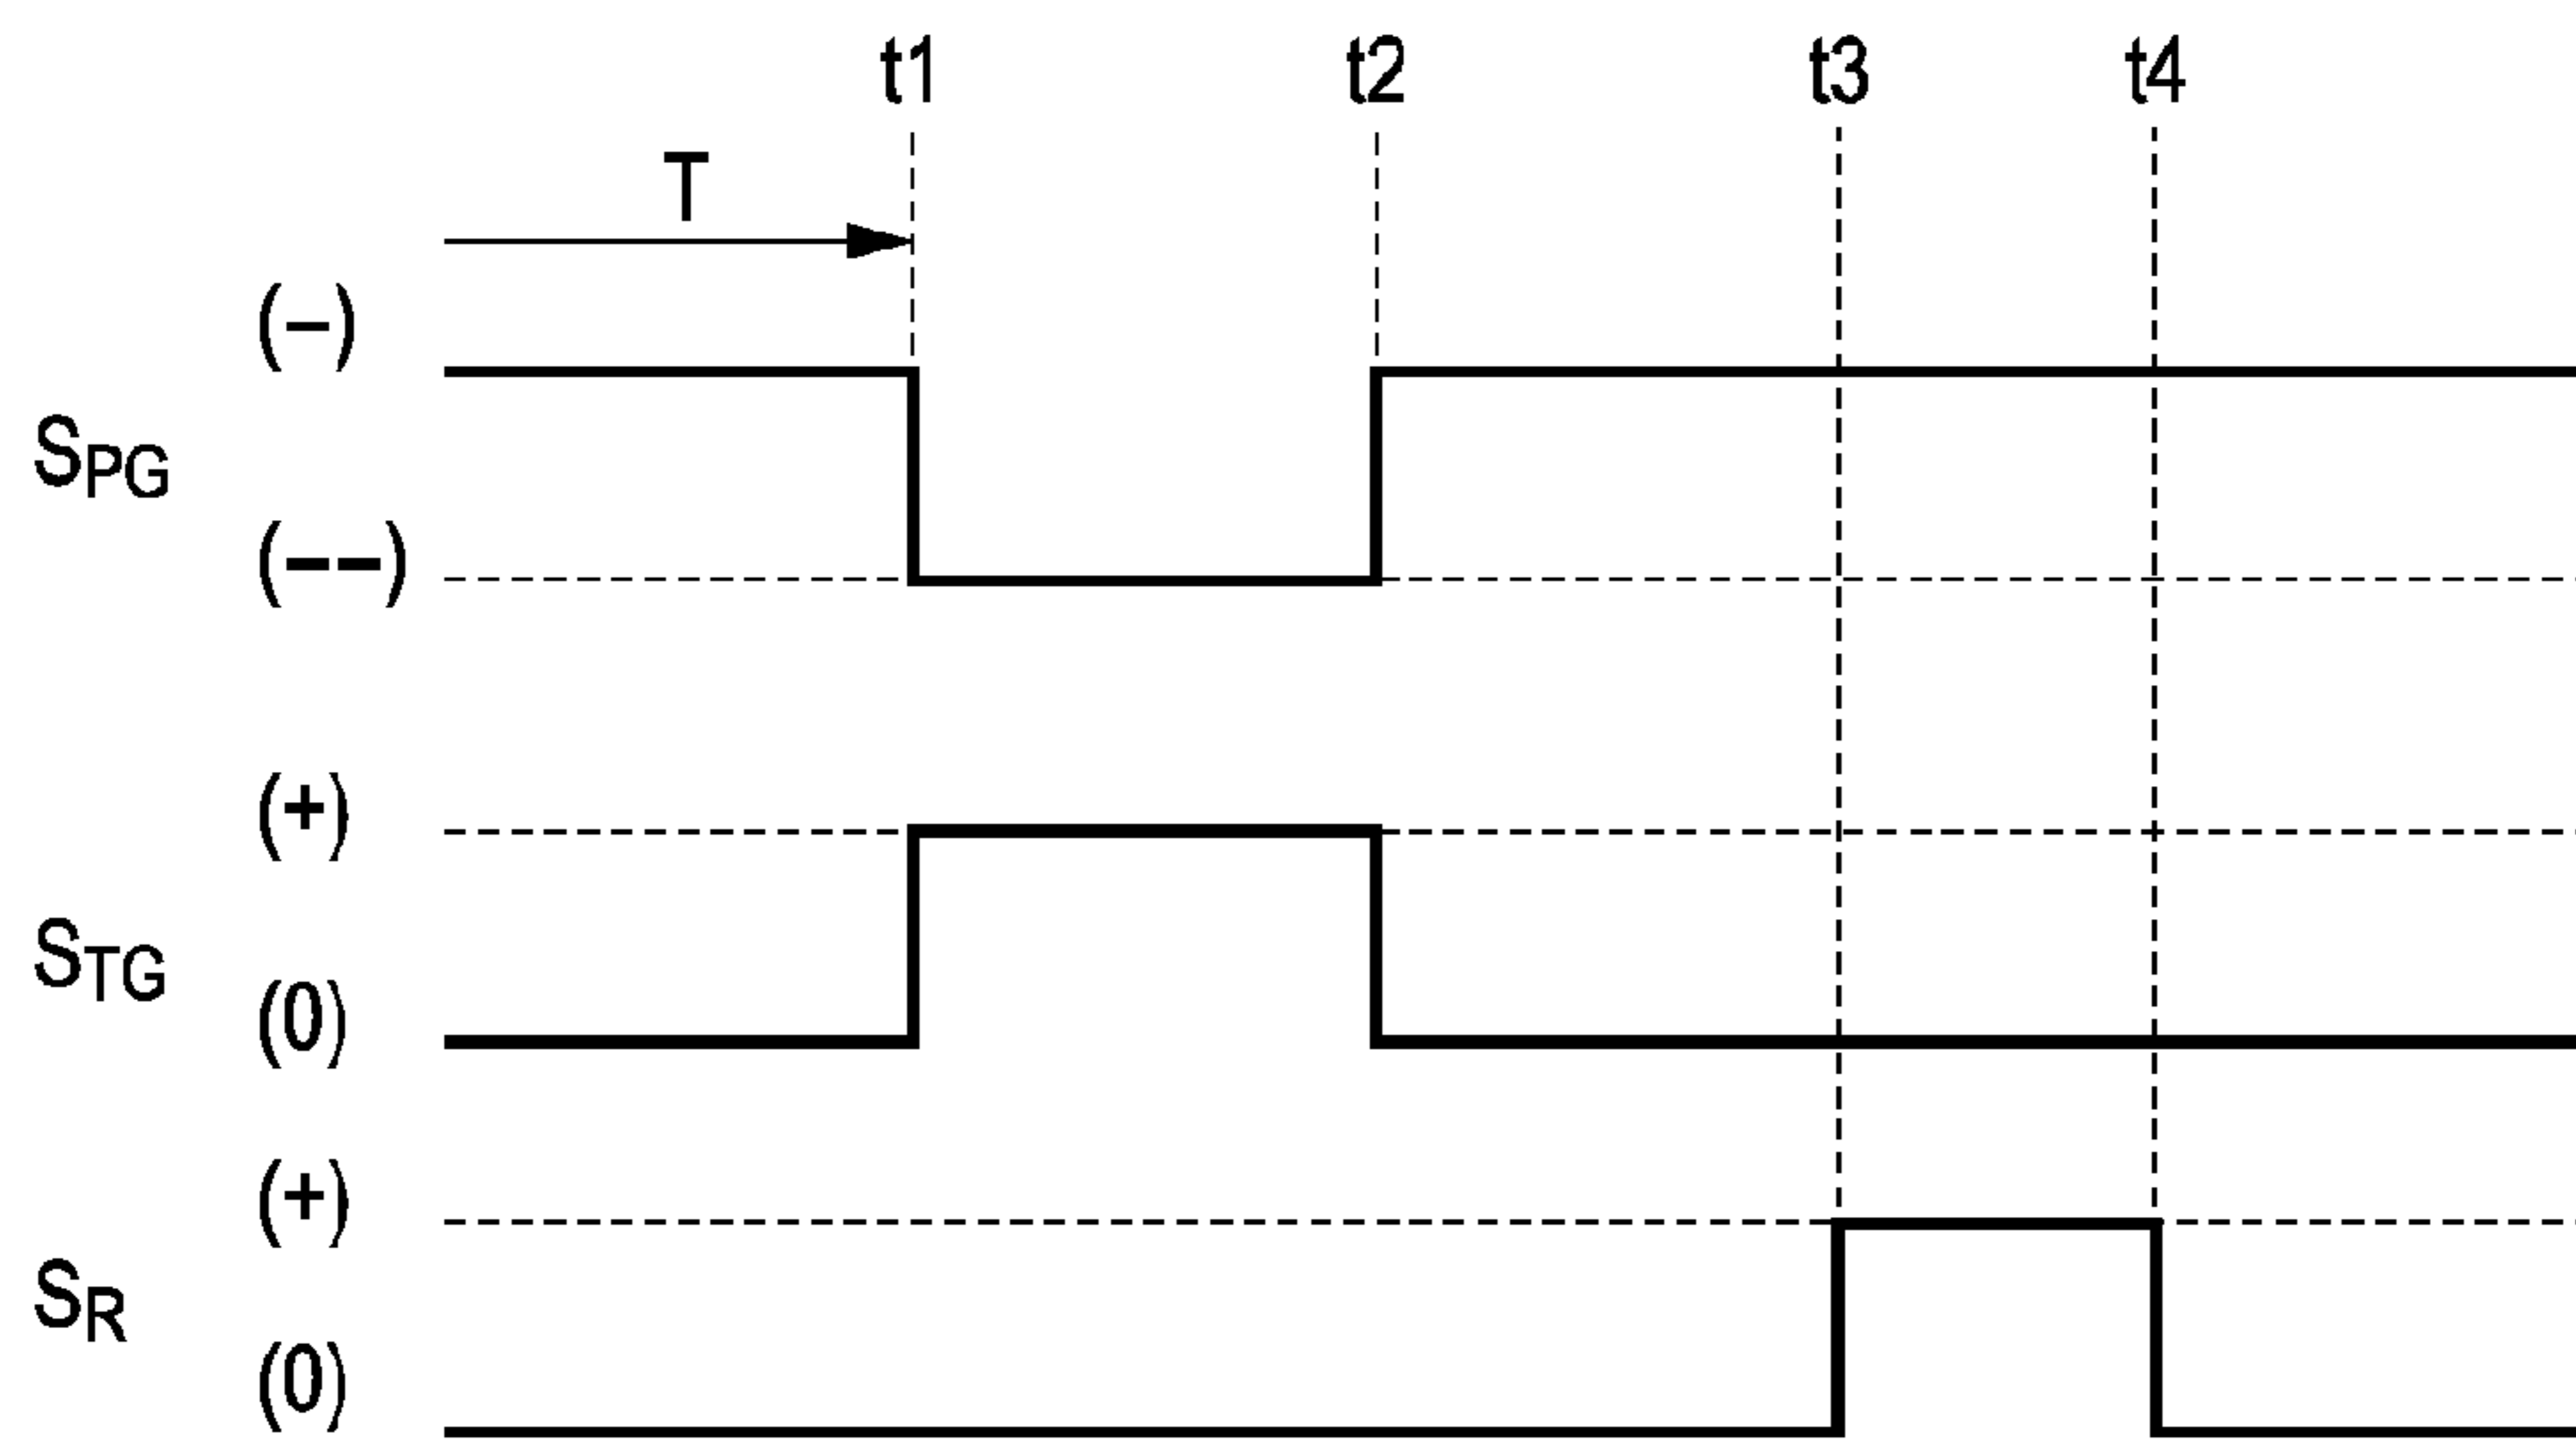 t1 t2 t3 t4
T
(–)
SPG
(– –)
(+)
STG
(0)
(+)
SR
(0)